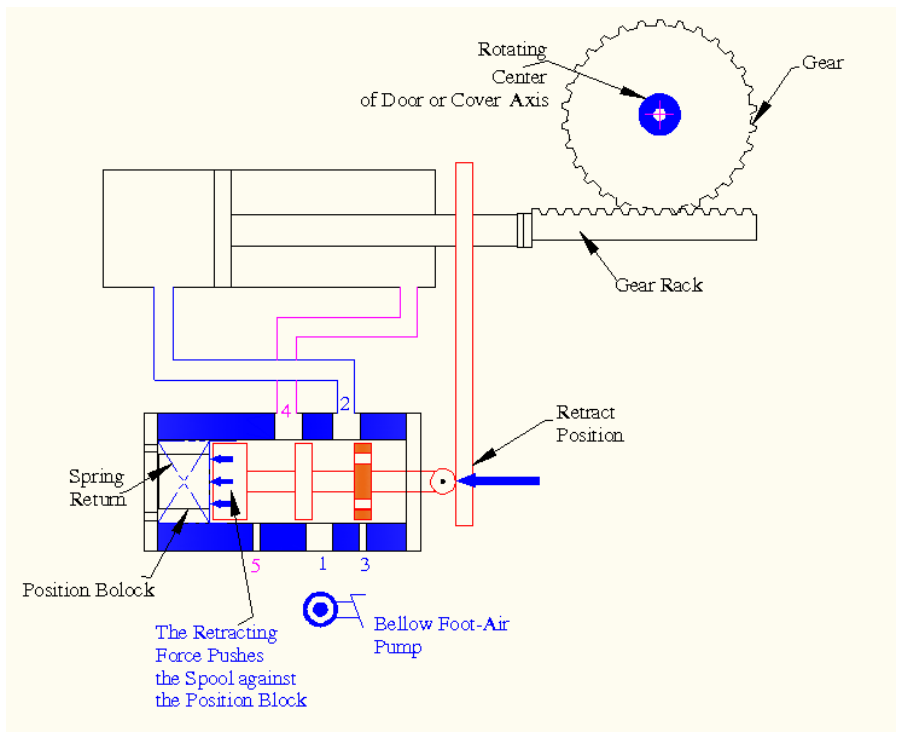 Rotating
Center
of Door or Cover Axis
Gear
Gear Rack
4
2
Retract
Position
Spring
Return
5
1
3
Position Bolock
Bellow Foot-Air
Pump
The Retracting
Force Pushes
the Spool against
the Position Block